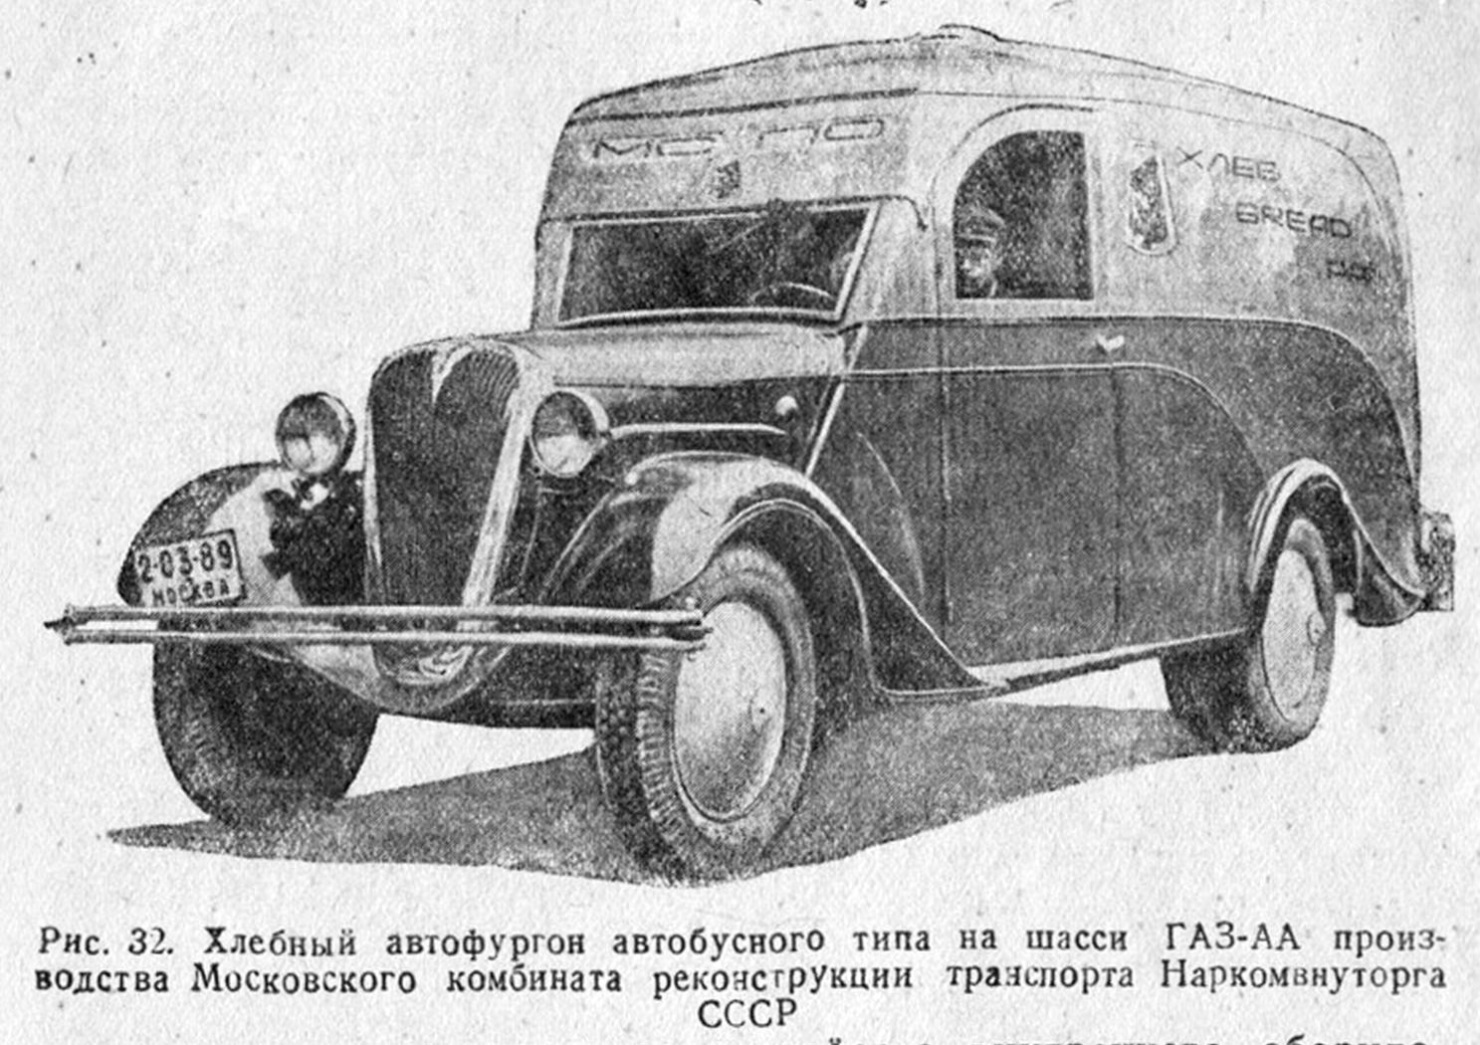 МОСПО
ХЛЕБ
BREAD
2-03-89
МОСКВА
Рис. 32. Хлебный автофургон автобусного типа на шасси ГАЗ-АА произ-
водства Московского комбината реконструкции транспорта Наркомвнуторга
СССР